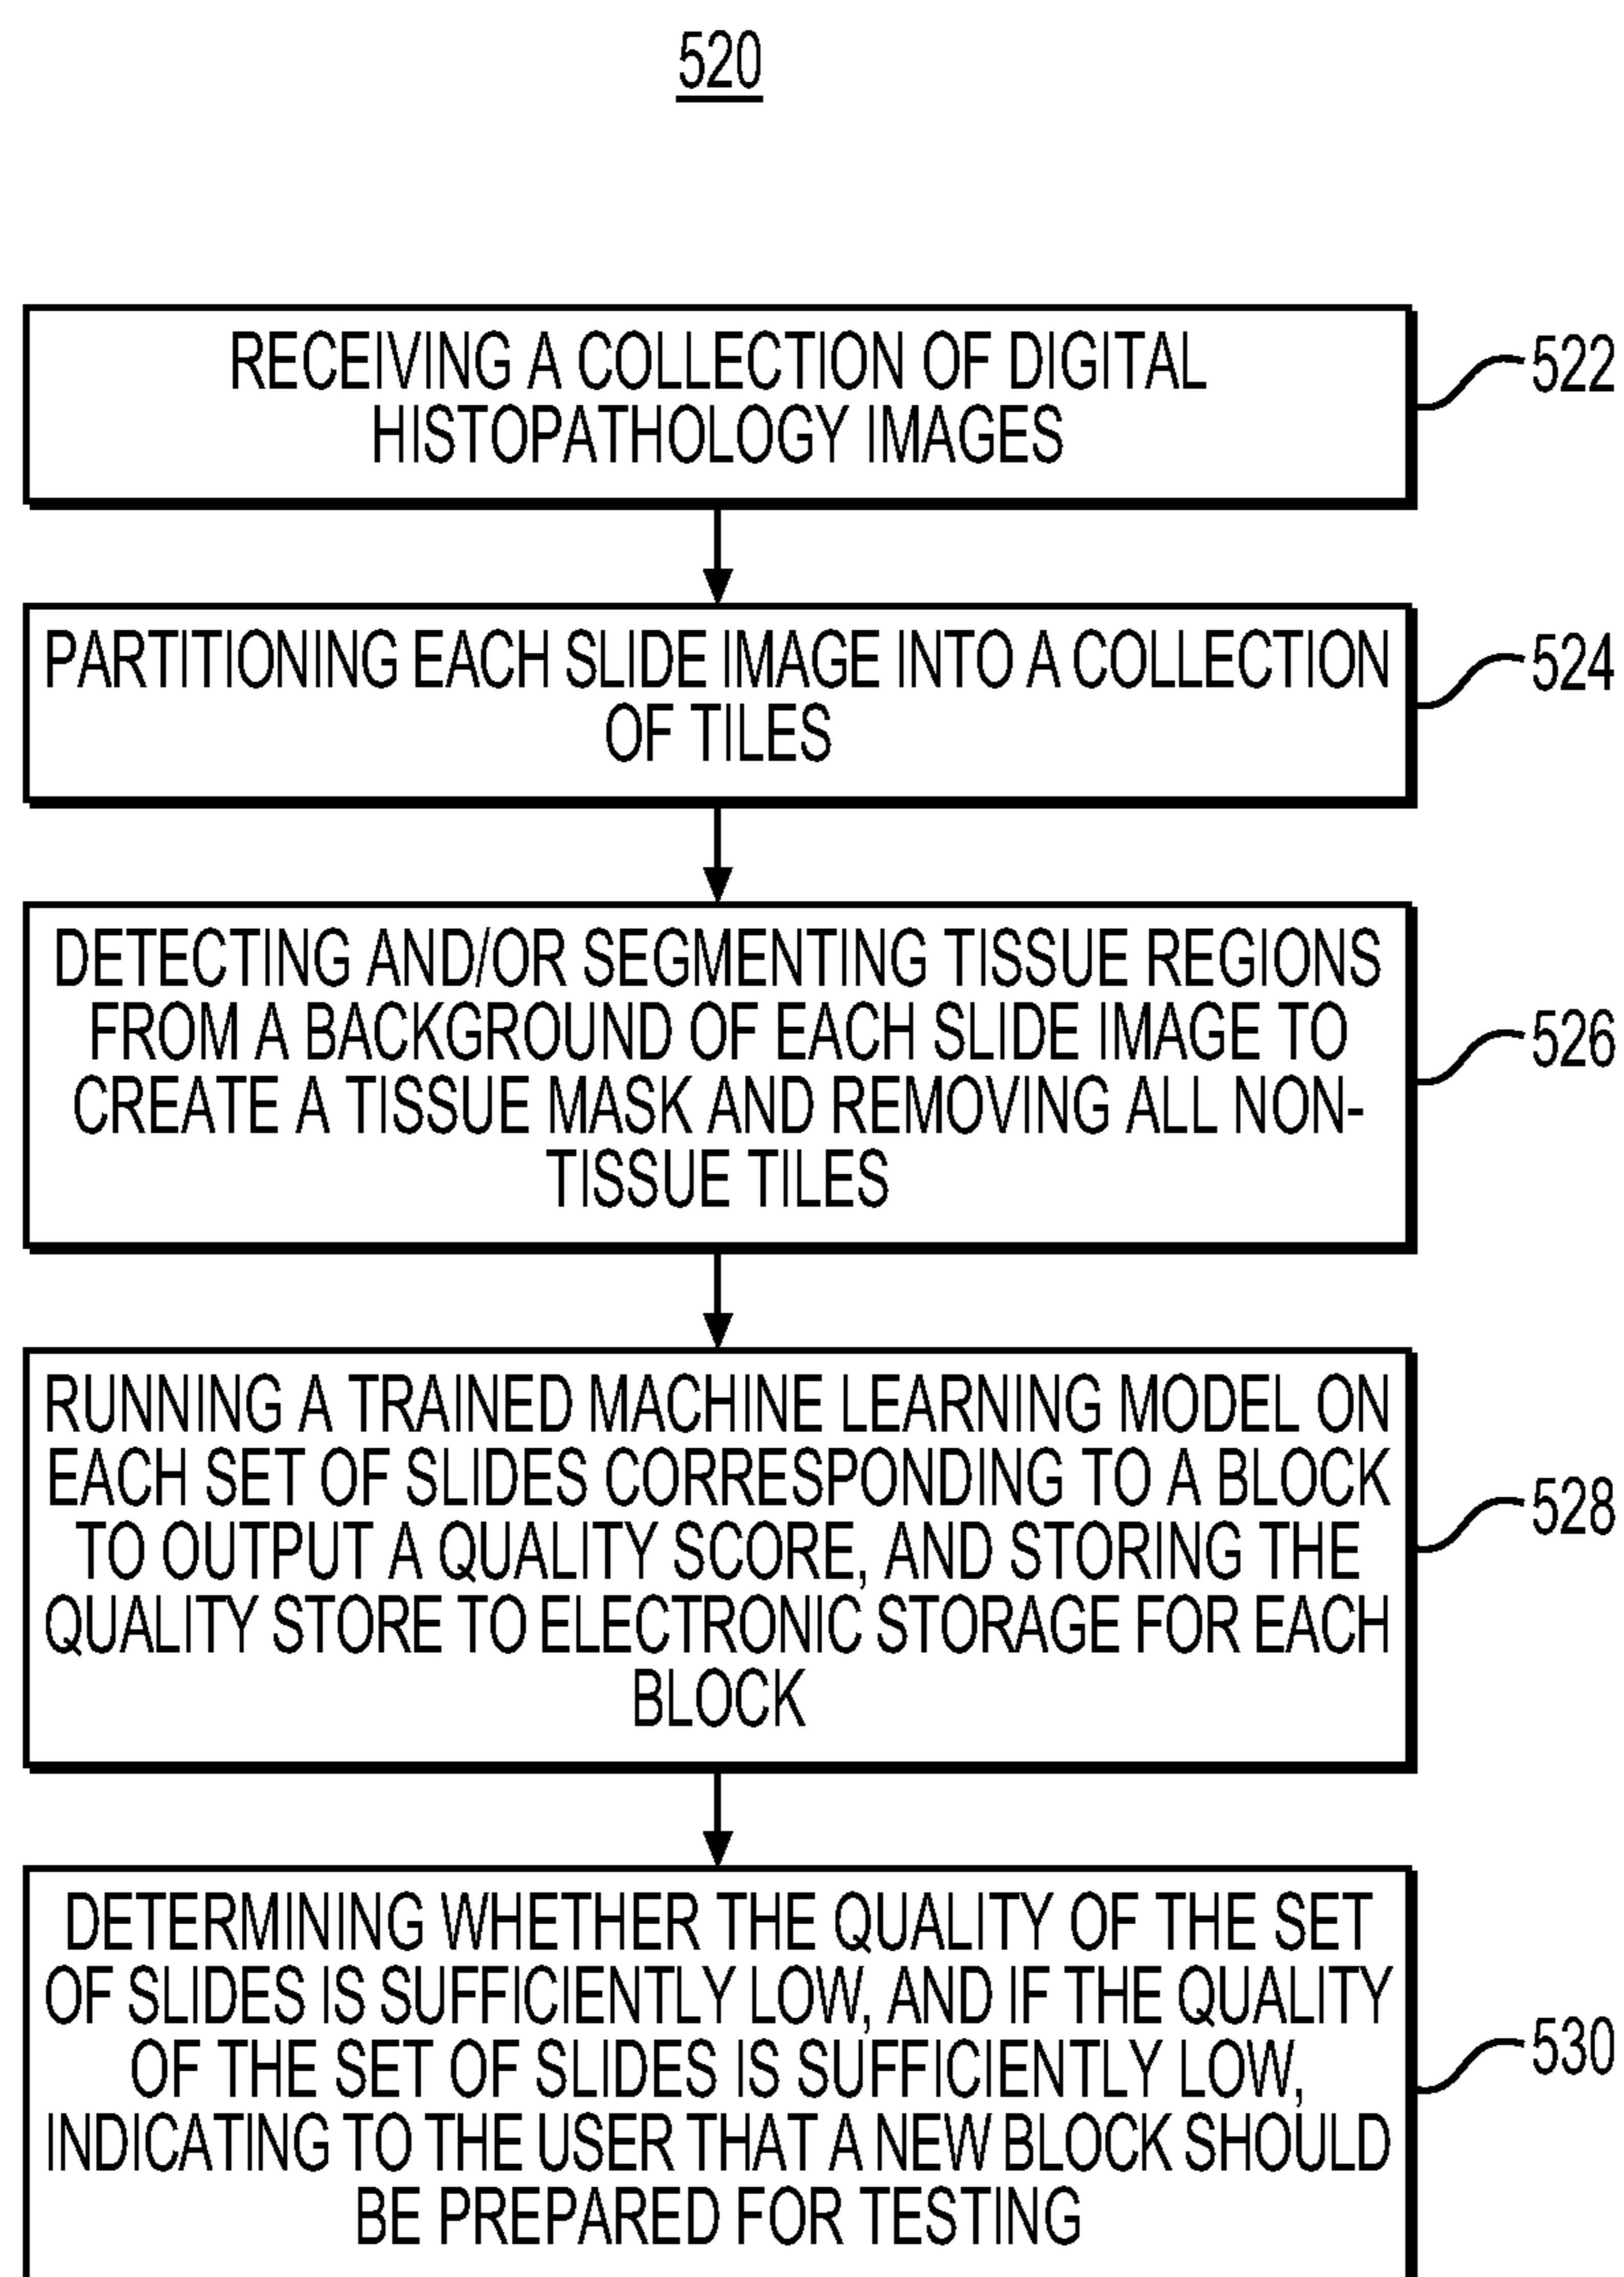 520
RECEIVING A COLLECTION OF DIGITAL
HISTOPATHOLOGY IMAGES
522
PARTITIONING EACH SLIDE IMAGE INTO A COLLECTION
OF TILES
524
DETECTING AND/OR SEGMENTING TISSUE REGIONS
FROM A BACKGROUND OF EACH SLIDE IMAGE TO
CREATE A TISSUE MASK AND REMOVING ALL NON-
TISSUE TILES
526
RUNNING A TRAINED MACHINE LEARNING MODEL ON
EACH SET OF SLIDES CORRESPONDING TO A BLOCK
TO OUTPUT A QUALITY SCORE, AND STORING THE
QUALITY STORE TO ELECTRONIC STORAGE FOR EACH
BLOCK
528
DETERMINING WHETHER THE QUALITY OF THE SET
OF SLIDES IS SUFFICIENTLY LOW, AND IF THE QUALITY
OF THE SET OF SLIDES IS SUFFICIENTLY LOW,
INDICATING TO THE USER THAT A NEW BLOCK SHOULD
BE PREPARED FOR TESTING
530